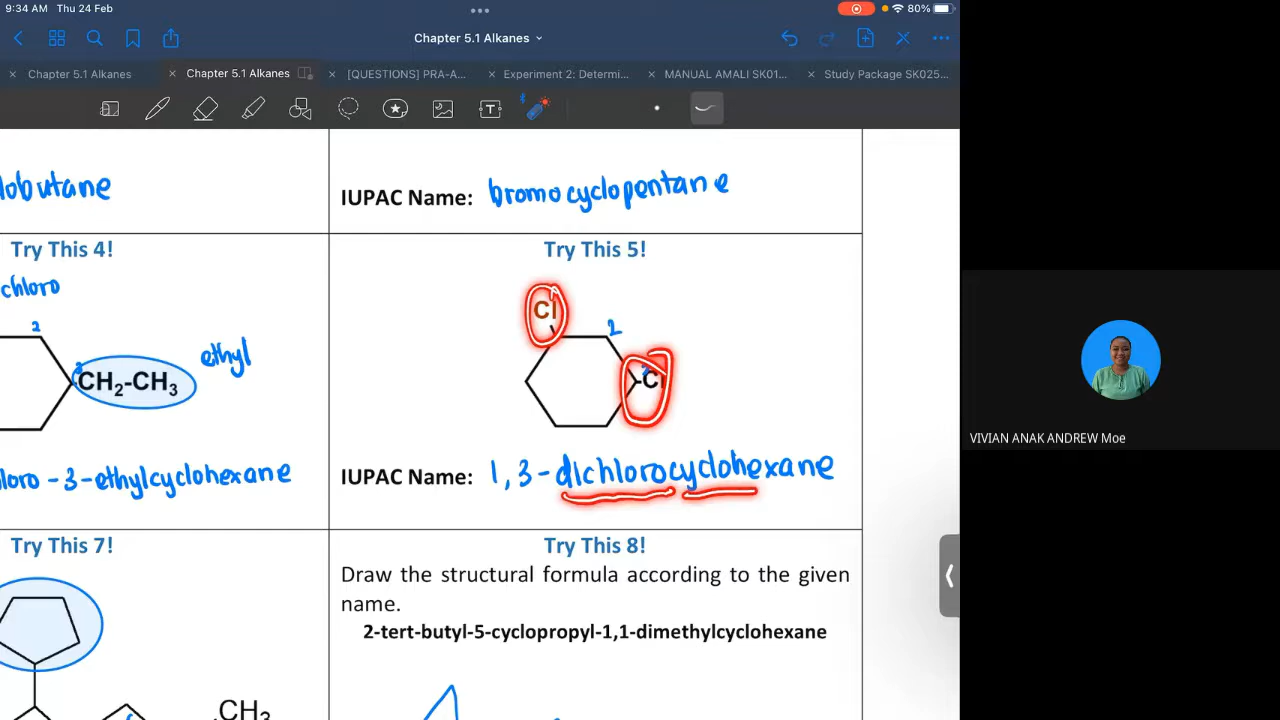 9:34 AM Thu 24 Feb
80%
Chapter 5.1 Alkanes
Chapter 5.1 Alkanes
Chapter 5.1 Alkanes
[QUESTIONS] PRA-A...
Experiment 2: Determi...
MANUAL AMALI SK01...
Study Package SK025...
lobutane
IUPAC Name: bromocyclopentane
Try This 4!
chloro
2
3
CH2-CH3
ethyl
loro-3-ethylcyclohexane
Try This 5!
Cl
2
Cl
IUPAC Name: 1,3-dichlorocyclohexane
Try This 7!
CH3
Try This 8!
Draw the structural formula according to the given
name.
2-tert-butyl-5-cyclopropyl-1,1-dimethylcyclohexane
VIVIAN ANAK ANDREW Moe